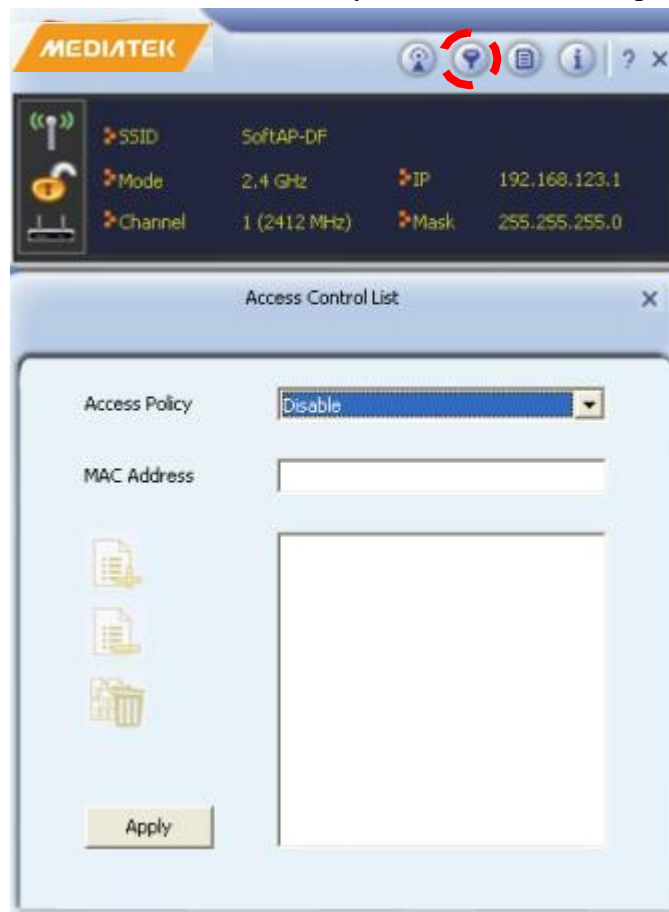 MEDIATEK
? ×
SSID SoftAP-DF
Mode 2.4 GHz IP 192.168.123.1
Channel 1 (2412 MHz) Mask 255.255.255.0
Access Control List ×
Access Policy Disable
MAC Address
Apply